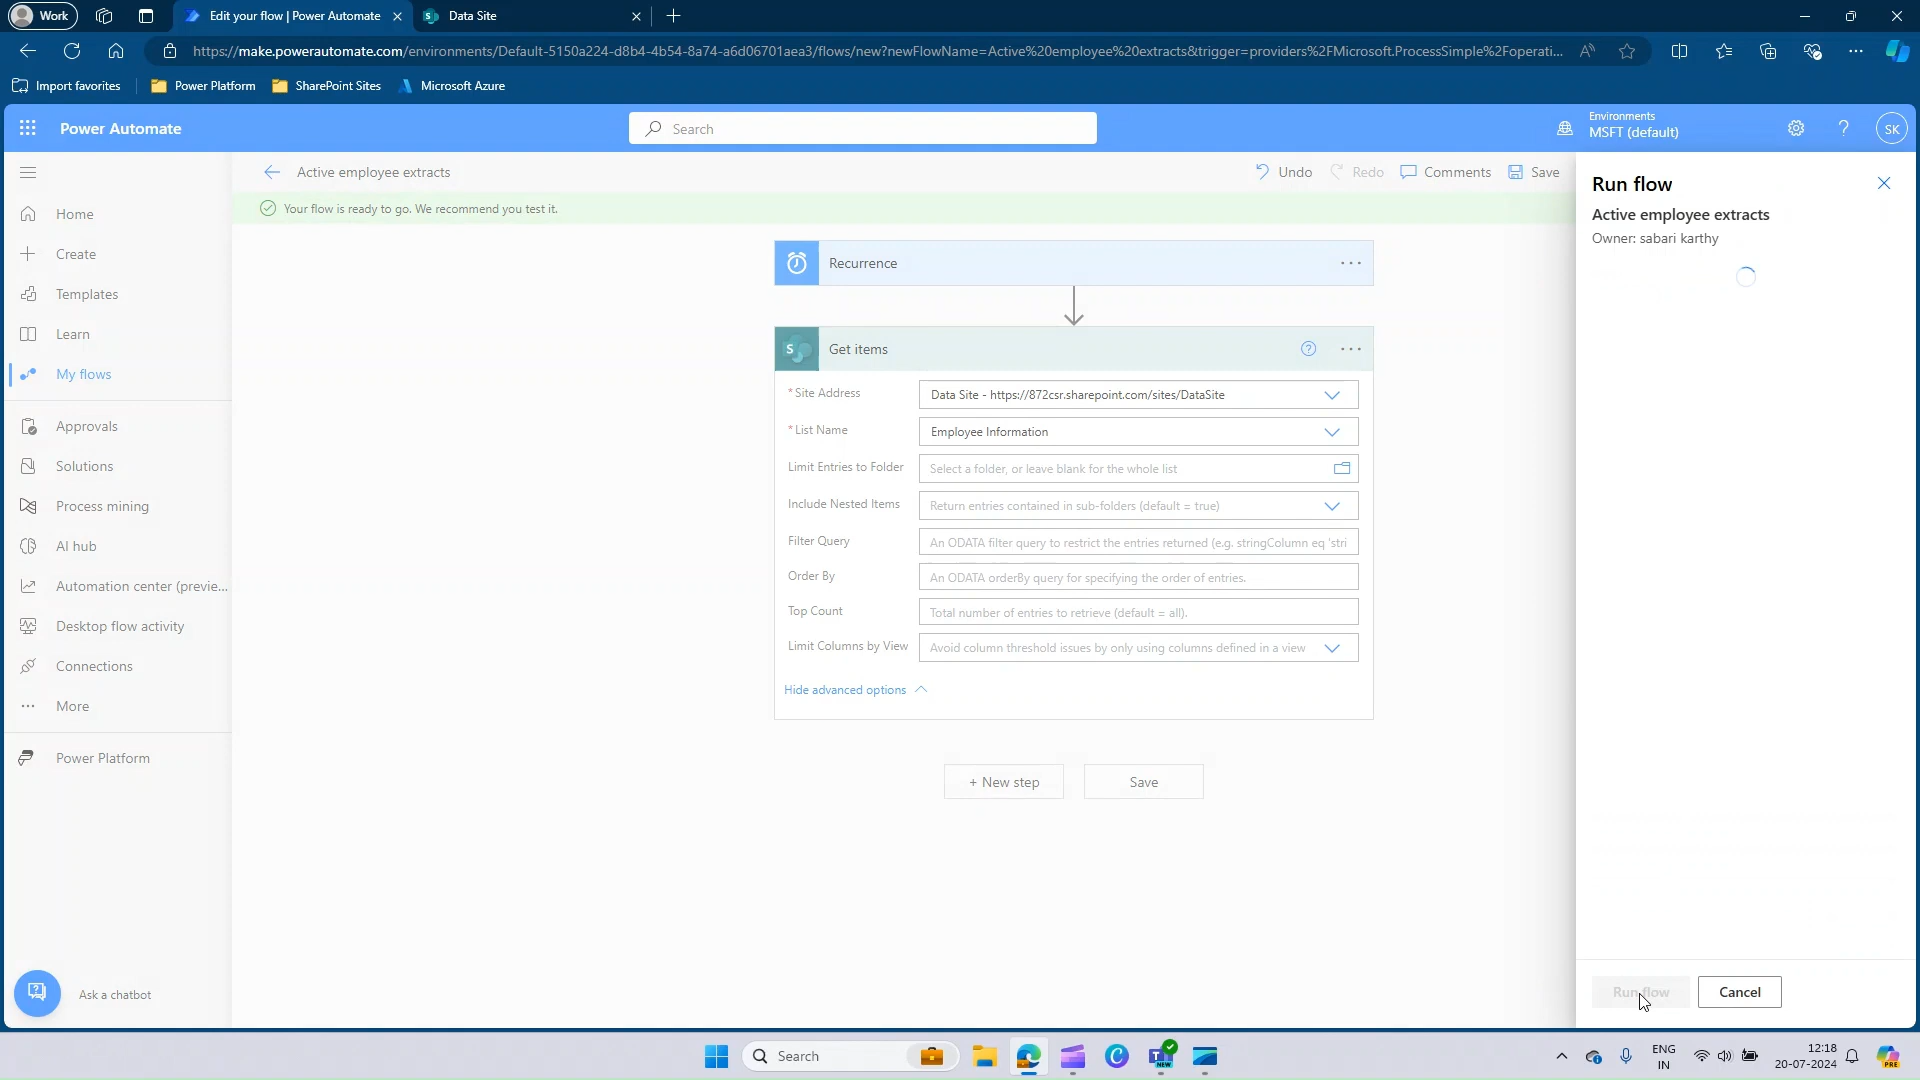 Work
Edit your flow | Power Automate
Data Site
https://make.powerautomate.com/environments/Default-5150a224-d8b4-4b54-8a74-a6d06701aea3/flows/new?newFlowName=Active%20employee%20extracts&trigger=providers%2FMicrosoft.ProcessSimple%2Foperati...
Import favorites
Power Platform
SharePoint Sites
Microsoft Azure
Power Automate
Search
Environments
MSFT (default)
SK
Home
Create
Templates
Learn
My flows
Approvals
Solutions
Process mining
AI hub
Automation center (previe...
Desktop flow activity
Connections
More
Power Platform
Ask a chatbot
Active employee extracts
Undo
Redo
Comments
Save
Your flow is ready to go. We recommend you test it.
Recurrence
Get items
* Site Address
Data Site - https://872csr.sharepoint.com/sites/DataSite
* List Name
Employee Information
Limit Entries to Folder
Select a folder, or leave blank for the whole list
Include Nested Items
Return entries contained in sub-folders (default = true)
Filter Query
An ODATA filter query to restrict the entries returned (e.g. stringColumn eq 'stri
Order By
An ODATA orderBy query for specifying the order of entries.
Top Count
Total number of entries to retrieve (default = all).
Limit Columns by View
Avoid column threshold issues by only using columns defined in a view
Hide advanced options
+ New step
Save
Run flow
Active employee extracts
Owner: sabari karthy
Run flow
Cancel
Search
NEW
ENG
IN
12:18
20-07-2024
PRE